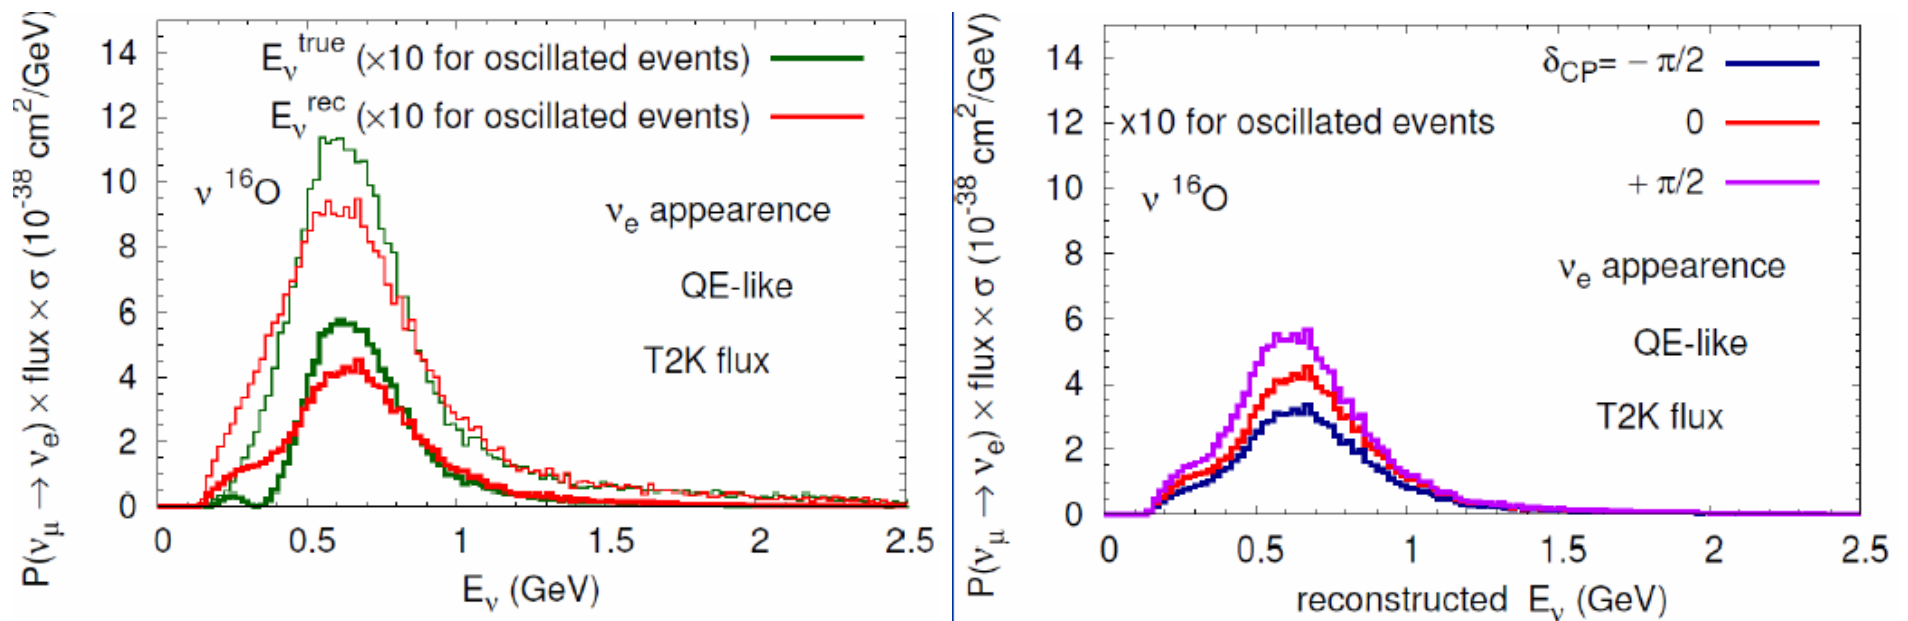 P(ν_μ → ν_e) × flux × σ (10^-38 cm^2/GeV)
14
12
10
8
6
4
2
0
E_ν^true (×10 for oscillated events)
E_ν^rec (×10 for oscillated events)
ν ^16O
ν_e appearence
QE-like
T2K flux
0 0.5 1 1.5 2 2.5
E_ν (GeV)
P(ν_μ → ν_e) × flux × σ (10^-38 cm^2/GeV)
14
12
10
8
6
4
2
0
δ_CP= − π/2
x10 for oscillated events
0
+ π/2
ν ^16O
ν_e appearence
QE-like
T2K flux
0 0.5 1 1.5 2 2.5
reconstructed E_ν (GeV)